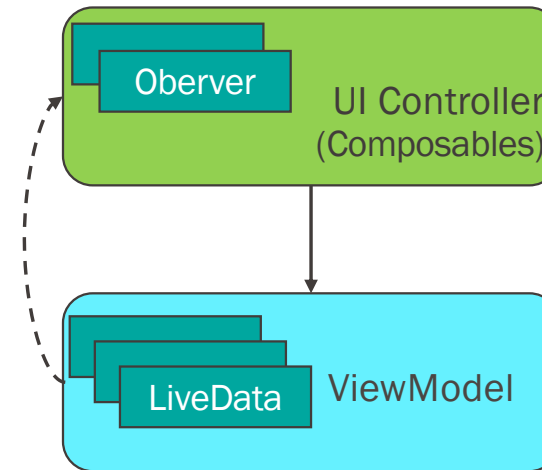 Oberver
UI Controller
(Composables)
LiveData
ViewModel